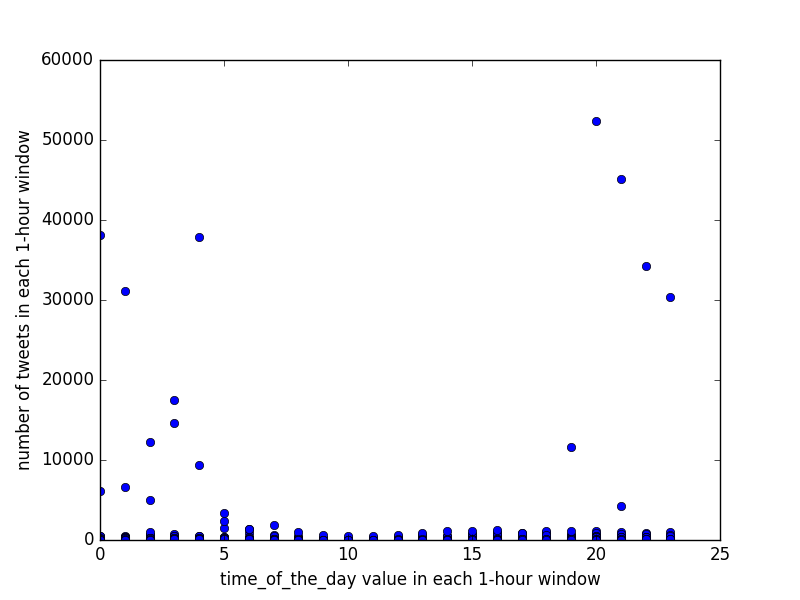 60000
50000
40000
30000
20000
10000
0
0 5 10 15 20 25
time_of_the_day value in each 1-hour window
number of tweets in each 1-hour window